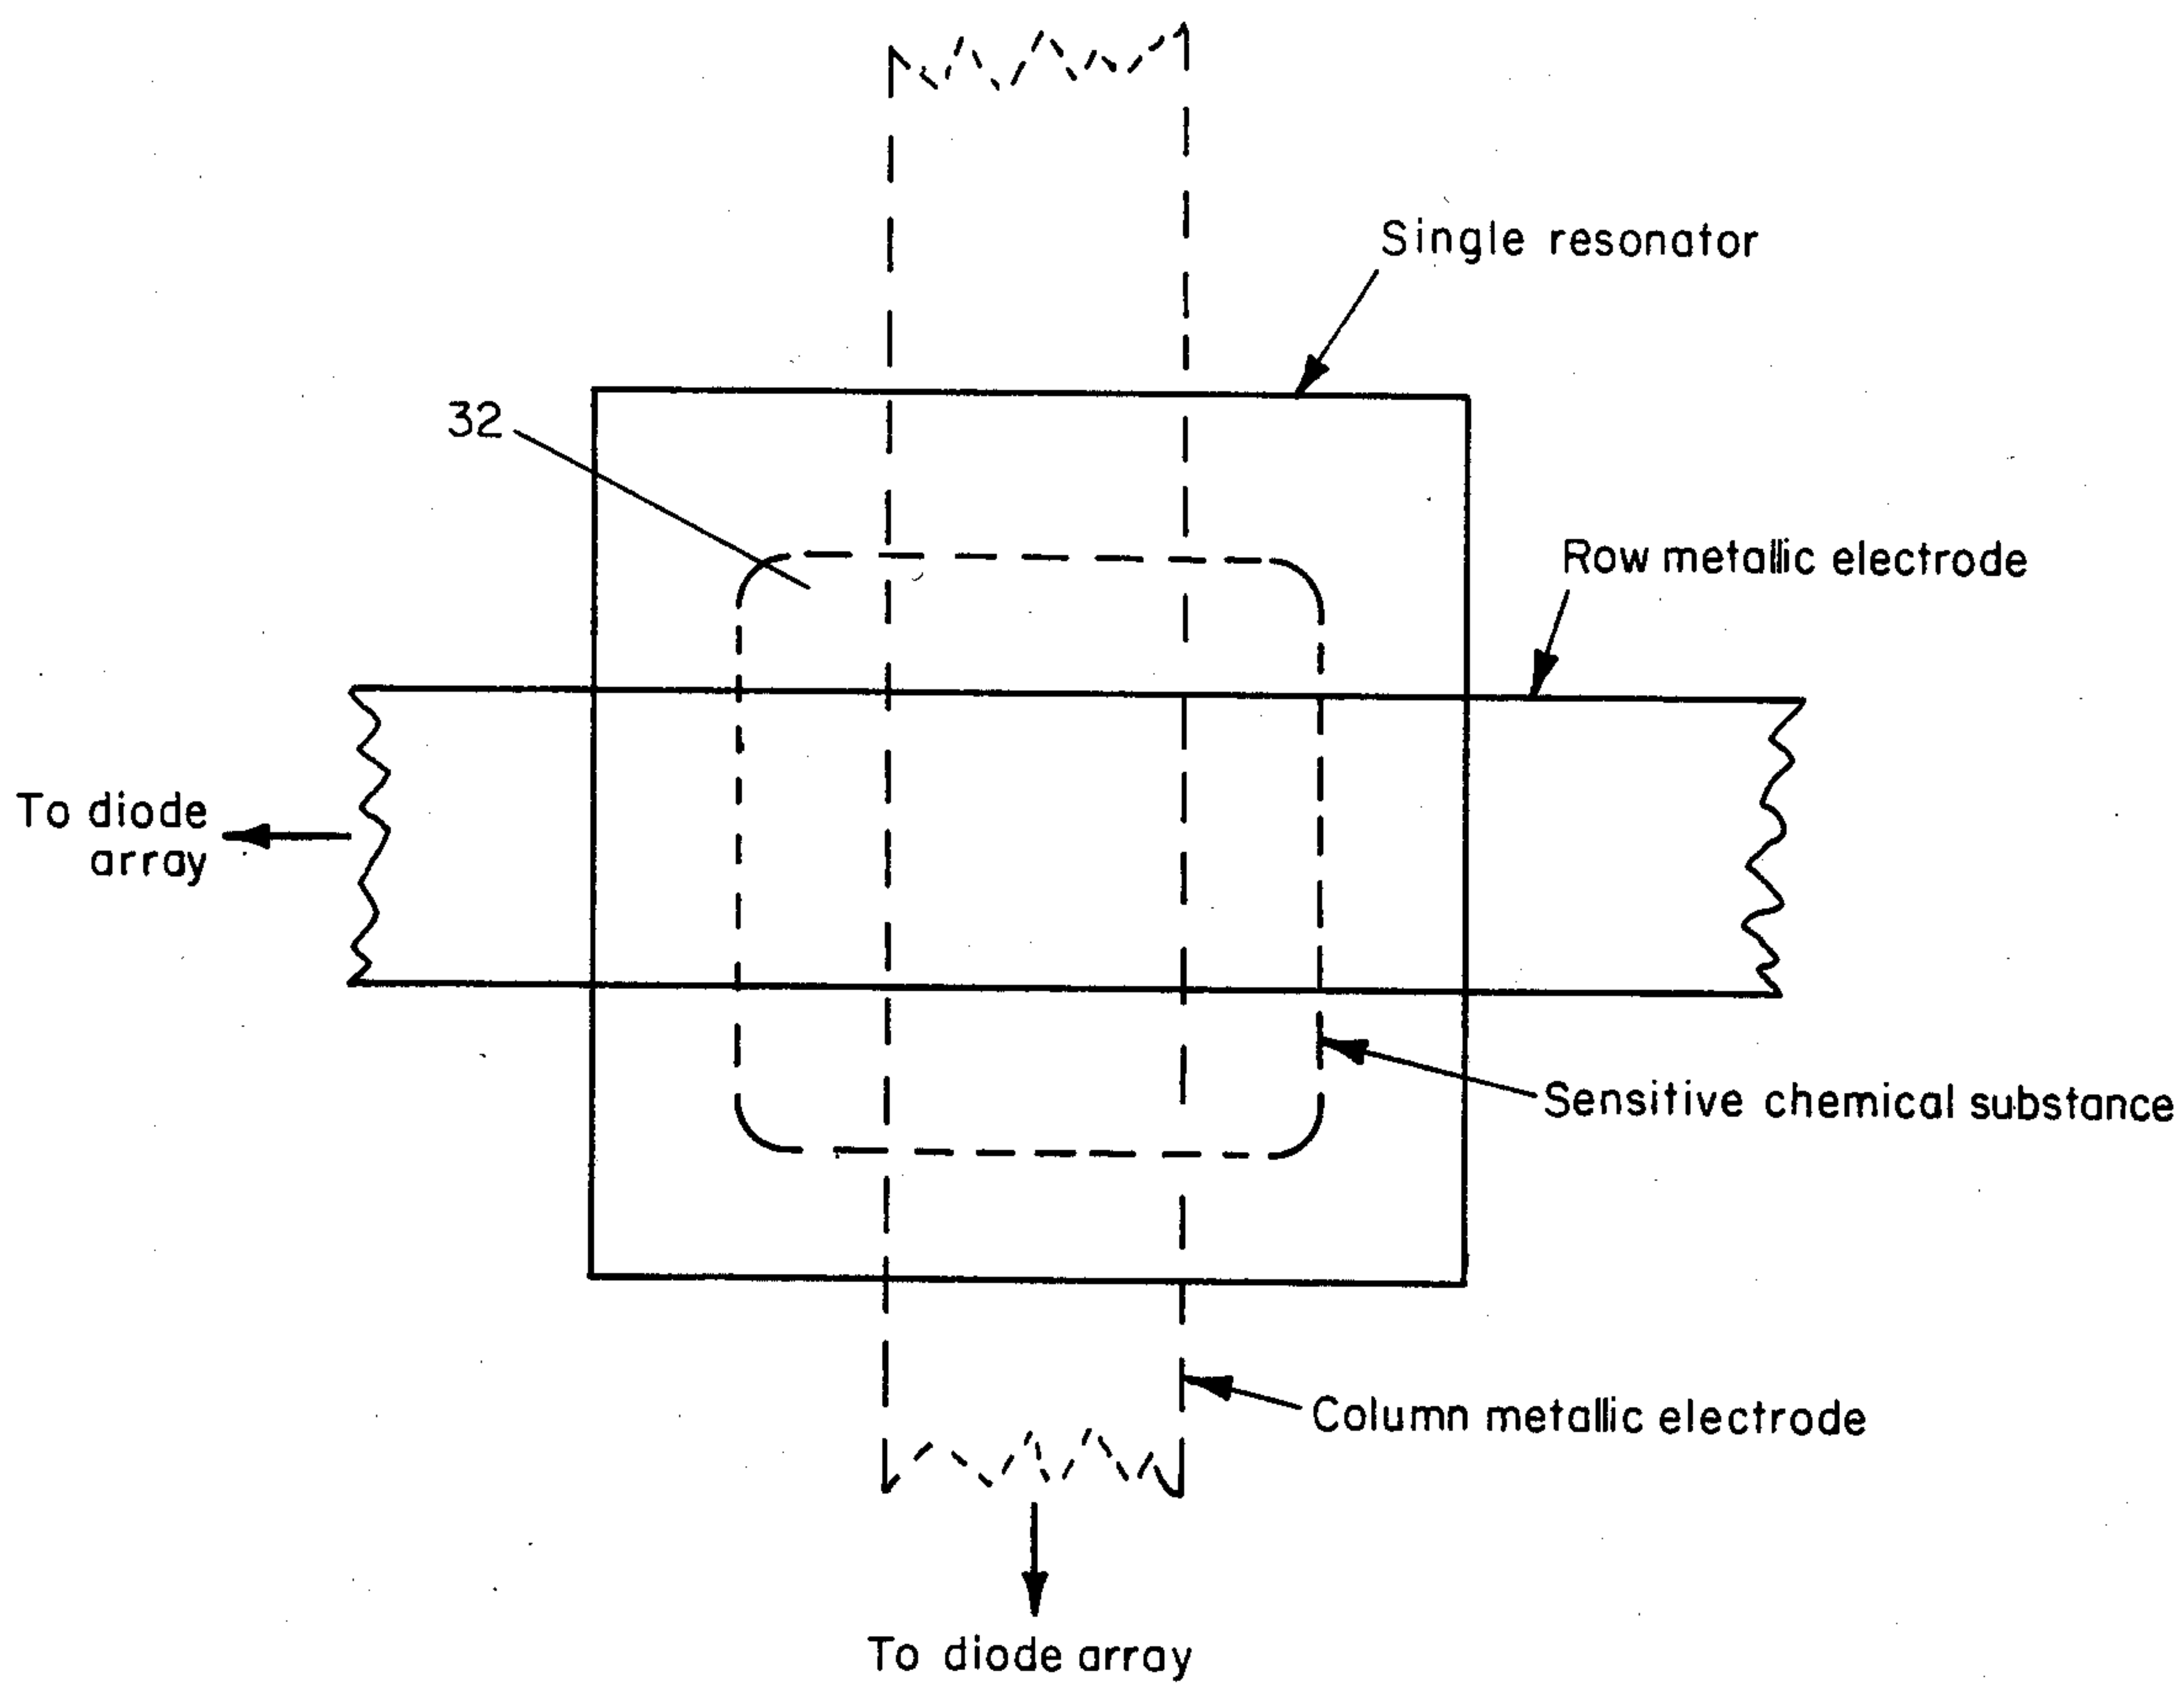 Single resonator
32
Row metallic electrode
To diode
array
Sensitive chemical substance
Column metallic electrode
To diode array